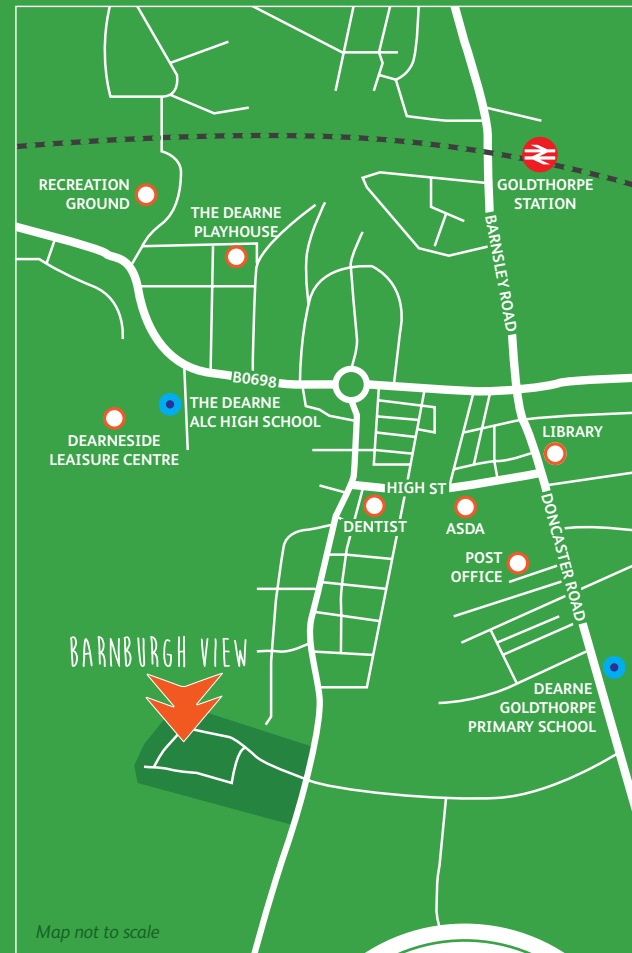 RECREATION
GROUND
THE DEARNE
PLAYHOUSE
GOLDTHORPE
STATION
BARNSLEY ROAD
B0698
THE DEARNE
ALC HIGH SCHOOL
DEARNESIDE
LEAISURE CENTRE
LIBRARY
HIGH ST
DENTIST
ASDA
DONCASTER ROAD
POST
OFFICE
BARNBURGH VIEW
DEARNE
GOLDTHORPE
PRIMARY SCHOOL
Map not to scale